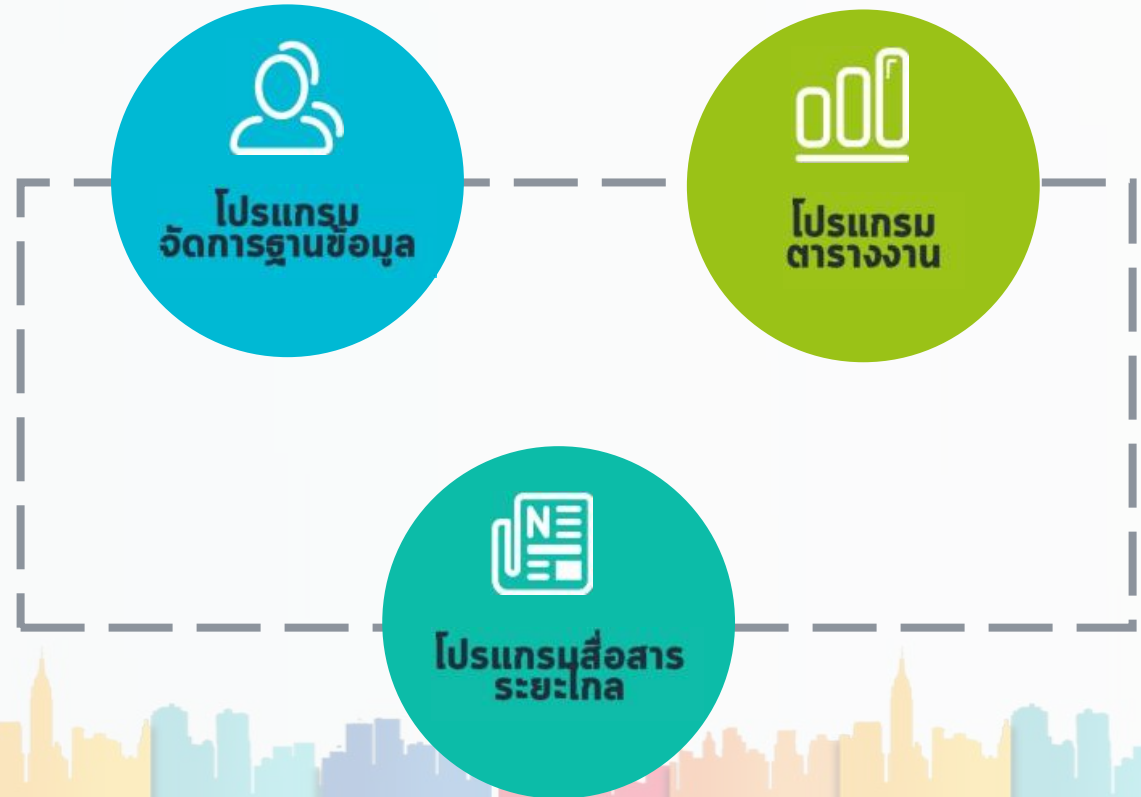 โปรแกรม
จัดการฐานข้อมูล
โปรแกรม
ตารางงาน
N
โปรแกรมสื่อสาร
ระยะไกล